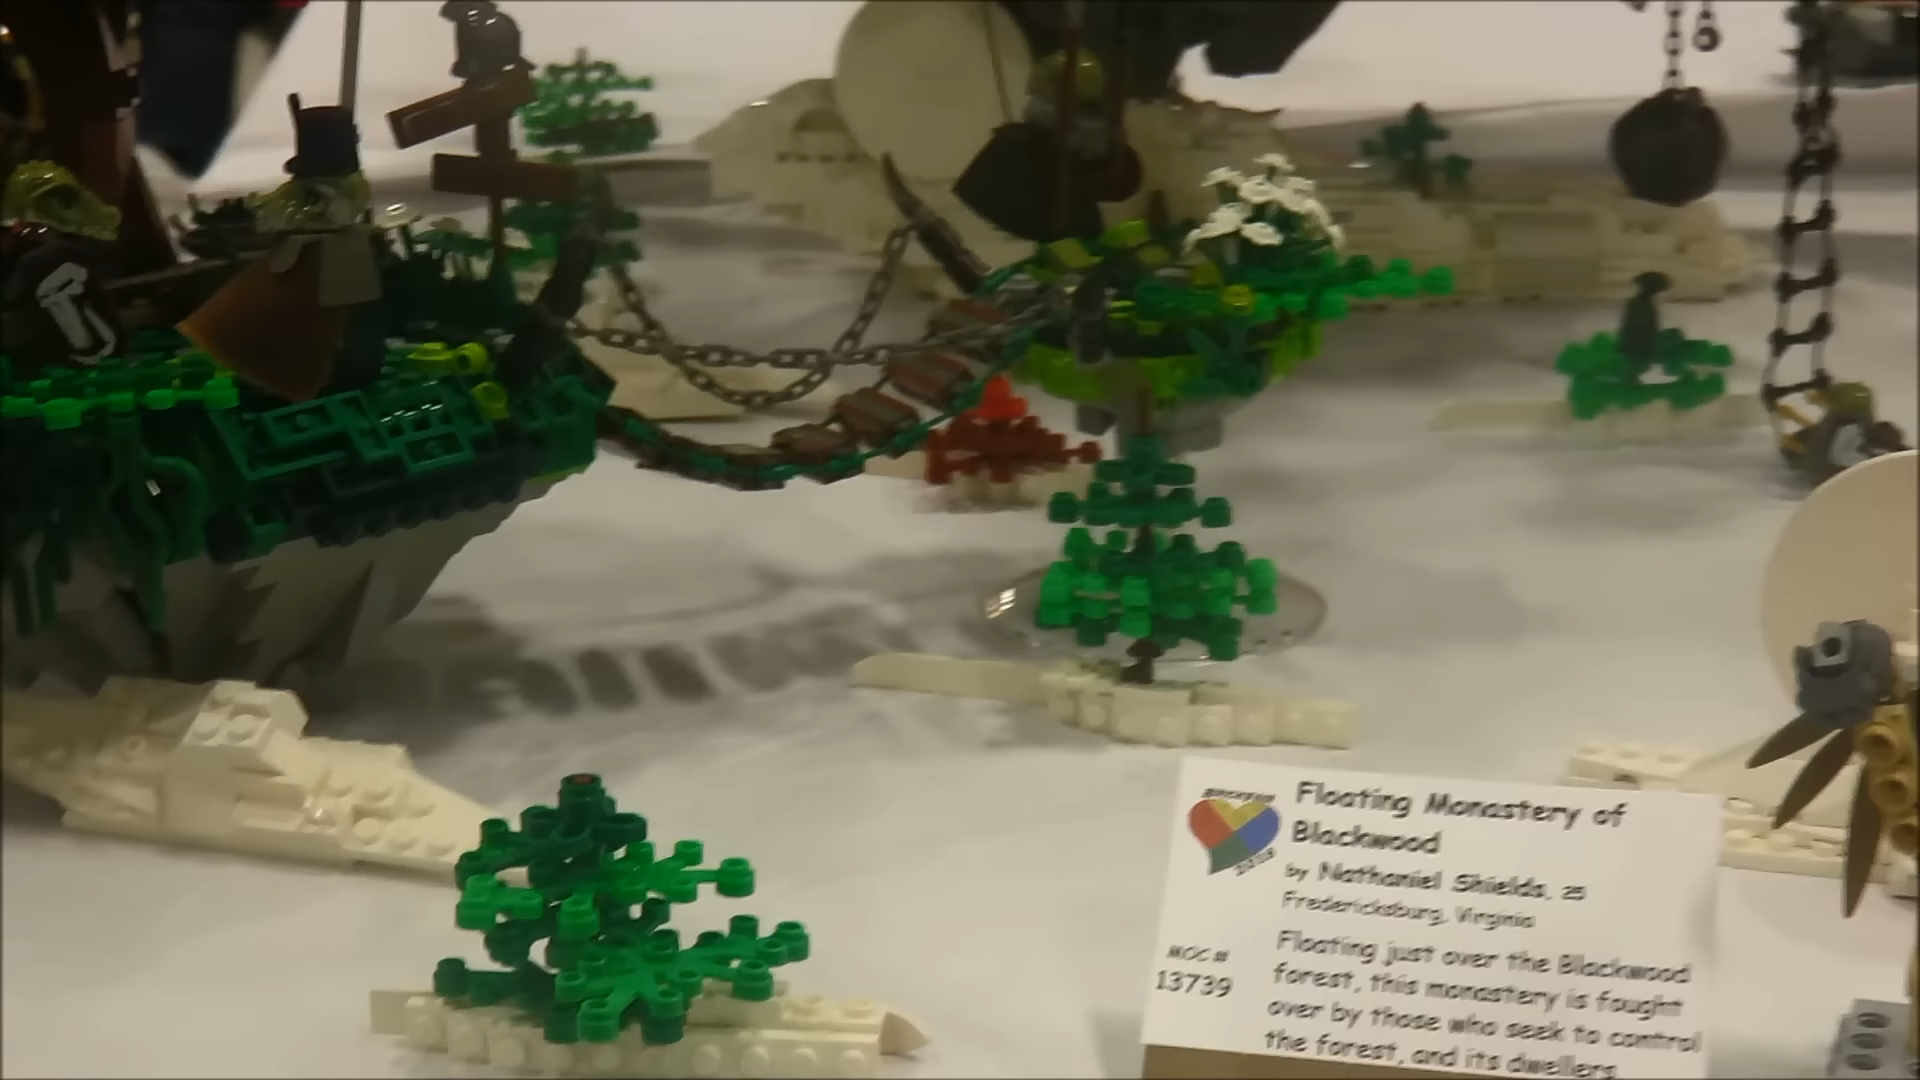 Floating Monastery of
Blackwood
by Nathaniel Shields, 25
Fredericksburg, Virginia
MOC #
13739
Floating just over the Blackwood
forest, this monastery is fought
over by those who seek to control
the forest, and its dwellers